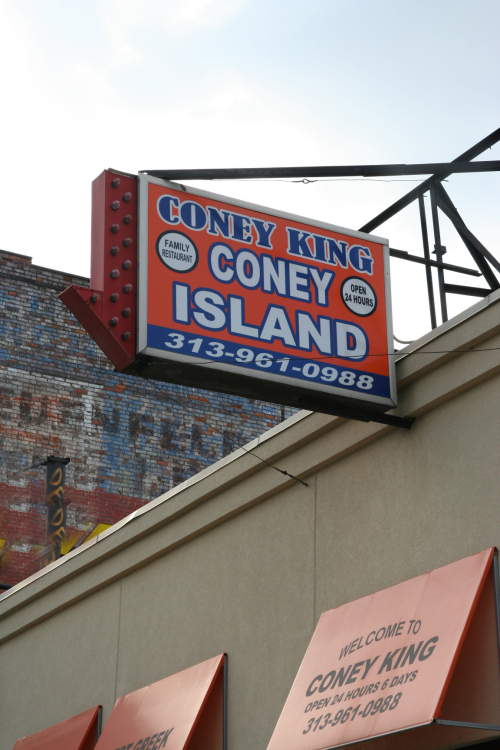 CONEY KING
FAMILY
RESTAURANT
CONEY
OPEN
24 HOURS
ISLAND
313-961-0988
WELCOME TO
CONEY KING
OPEN 24 HOURS 6 DAYS
313-961-0988
GREEK